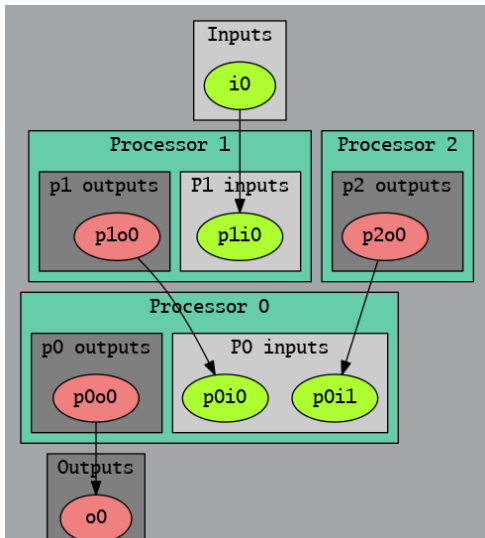 Inputs
i0
Processor 1
Processor 2
p1 outputs
P1 inputs
p2 outputs
p1o0
p1i0
p2o0
Processor 0
p0 outputs
P0 inputs
p0o0
p0i0
p0i1
Outputs
o0